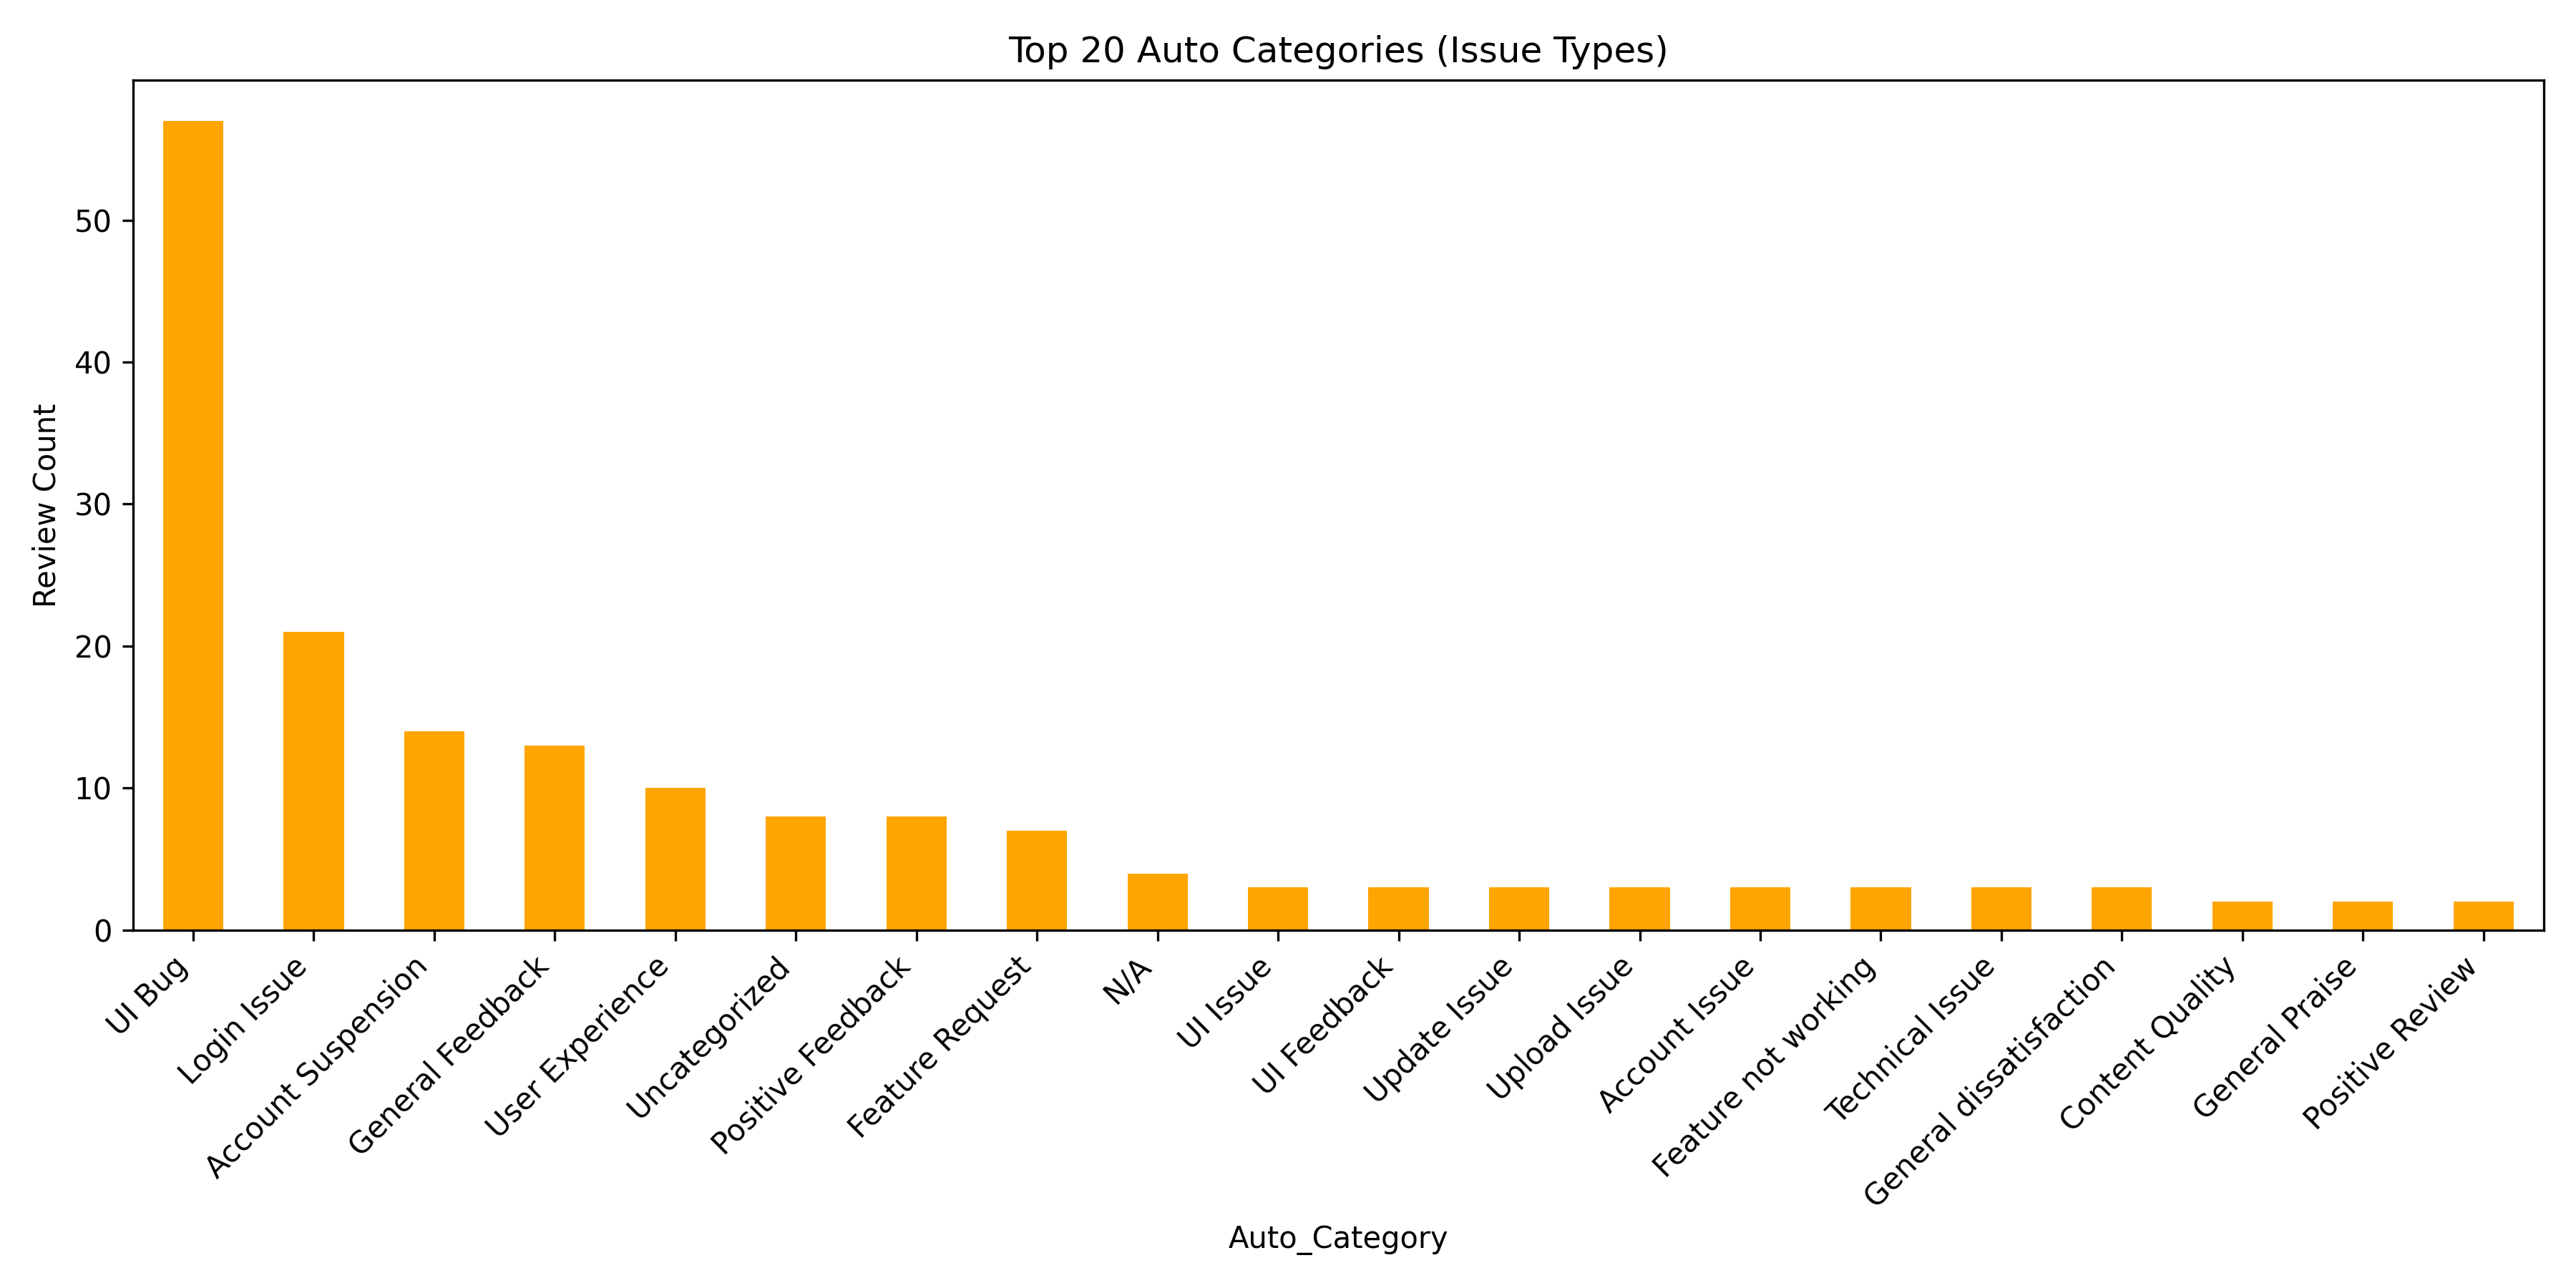 Top 20 Auto Categories (Issue Types)
Review Count
50
40
30
20
10
0
UI Bug
Login Issue
Account Suspension
General Feedback
User Experience
Uncategorized
Positive Feedback
Feature Request
N/A
UI Issue
UI Feedback
Update Issue
Upload Issue
Account Issue
Feature not working
Technical Issue
General dissatisfaction
Content Quality
General Praise
Positive Review
Auto_Category